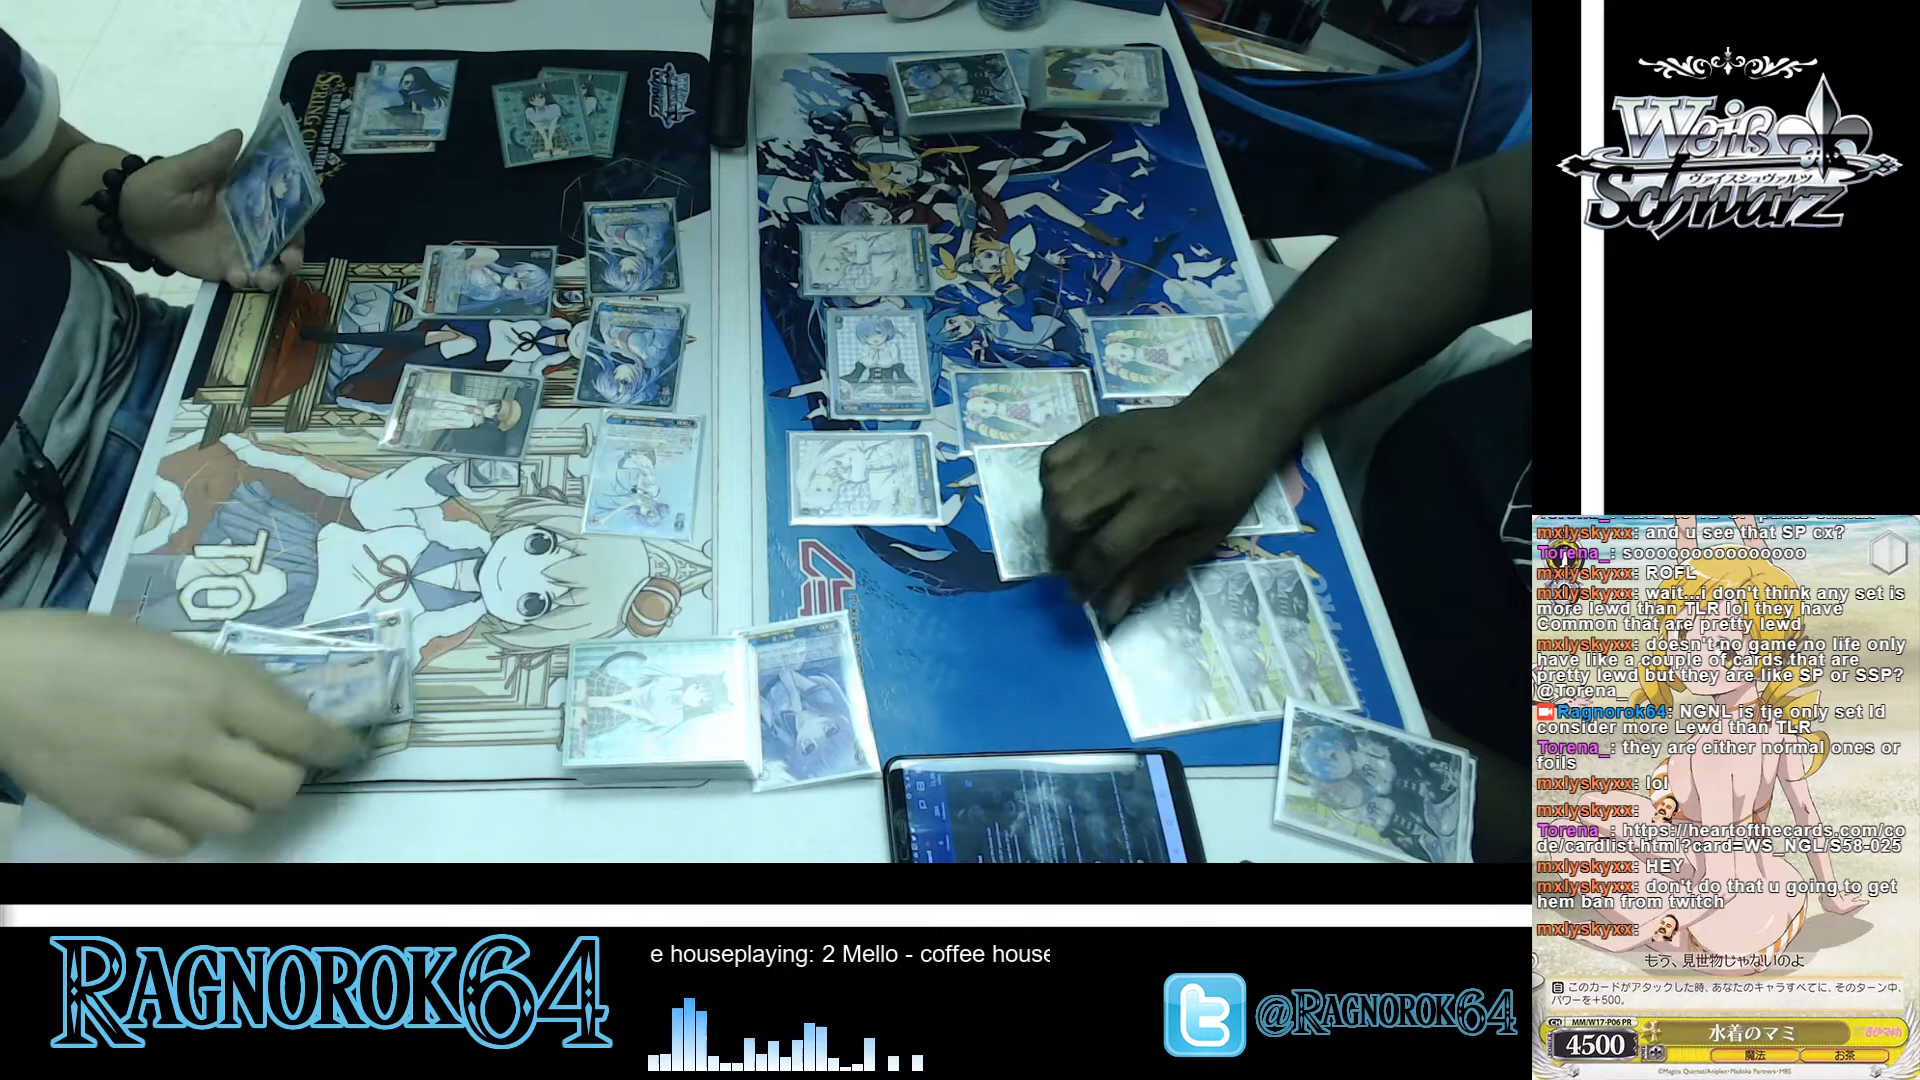 Weiß
ヴァイスシュヴァルツ
Schwarz
mxlyskyxx: and u see that SP cx?
Torena_: soooooooooooooo
mxlyskyxx: ROFL
mxlyskyxx: wait...i don't think any set is
more lewd than TLR lol they have
Common that are pretty lewd
mxlyskyxx: doesn't no game no life only
have like a couple of cards that are
pretty lewd but they are like SP or SSP?
@Torena_
Ragnorok64: NGNL is tje only set Id
consider more Lewd than TLR
Torena_: they are either normal ones or
foils
mxlyskyxx: lol
mxlyskyxx:
Torena_: https://heartofthecards.com/co
de/cardlist.html?card=WS_NGL/S58-025
mxlyskyxx: HEY
mxlyskyxx: don't do that u going to get
hem ban from twitch
mxlyskyxx:
もう、見世物じゃないのよ
このカードがアタックした時、あなたのキャラすべてに、そのターン中、
パワーを+500。
MM/W17-P06 PR
水着のマミ
4500
魔法
お茶
TO
SPRING
Ragnorok64
e houseplaying: 2 Mello - coffee house
@Ragnorok64